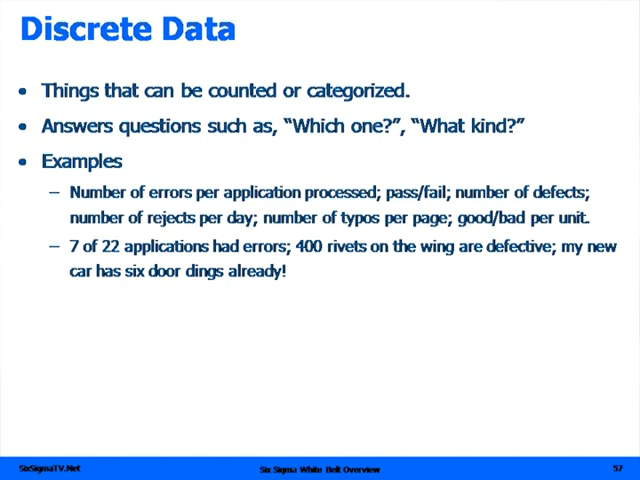 Discrete Data
• Things that can be counted or categorized.
• Answers questions such as, “Which one?”, “What kind?”
• Examples
– Number of errors per application processed; pass/fail; number of defects;
number of rejects per day; number of typos per page; good/bad per unit.
– 7 of 22 applications had errors; 400 rivets on the wing are defective; my new
car has six door dings already!
SixSigmaTV.Net Six Sigma White Belt Overview 57